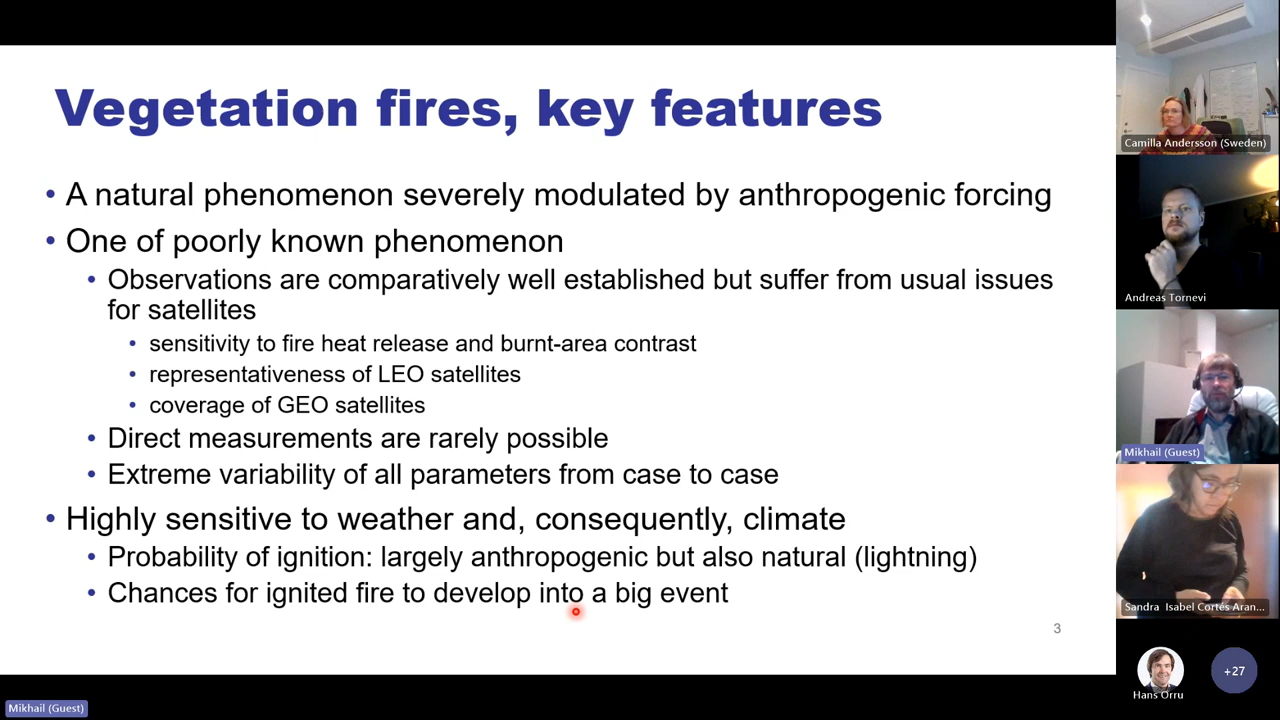 Vegetation fires, key features
• A natural phenomenon severely modulated by anthropogenic forcing
• One of poorly known phenomenon
• Observations are comparatively well established but suffer from usual issues
for satellites
• sensitivity to fire heat release and burnt-area contrast
• representativeness of LEO satellites
• coverage of GEO satellites
• Direct measurements are rarely possible
• Extreme variability of all parameters from case to case
• Highly sensitive to weather and, consequently, climate
• Probability of ignition: largely anthropogenic but also natural (lightning)
• Chances for ignited fire to develop into a big event
3
Camilla Andersson (Sweden)
Andreas Tornevi
Mikhail (Guest)
Sandra Isabel Cortés Aran...
Hans Orru
+27
Mikhail (Guest)